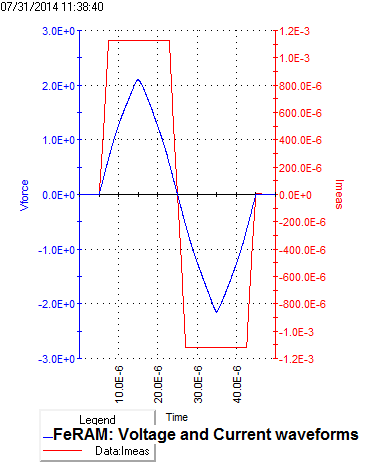 07/31/2014 11:38:40
3.0E+0
2.0E+0
1.0E+0
0.0E+0
-1.0E+0
-2.0E+0
-3.0E+0
Vforce
1.2E-3
1.0E-3
800.0E-6
600.0E-6
400.0E-6
200.0E-6
0.0E+0
-200.0E-6
-400.0E-6
-600.0E-6
-800.0E-6
-1.0E-3
-1.2E-3
Imeas
10.0E-6
20.0E-6
30.0E-6
40.0E-6
Time
Legend
FeRAM: Voltage and Current waveforms
Data:Imeas